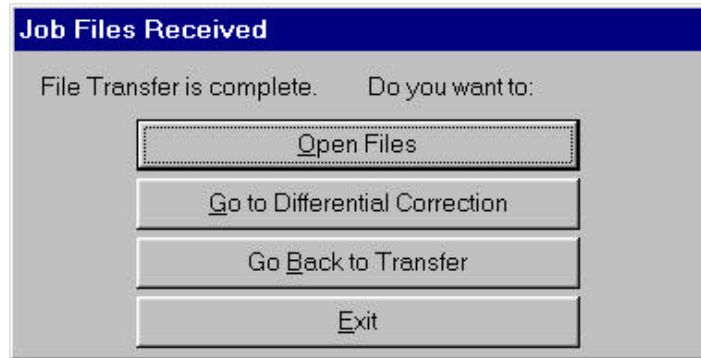 Job Files Received
File Transfer is complete. Do you want to:
Open Files
Go to Differential Correction
Go Back to Transfer
Exit